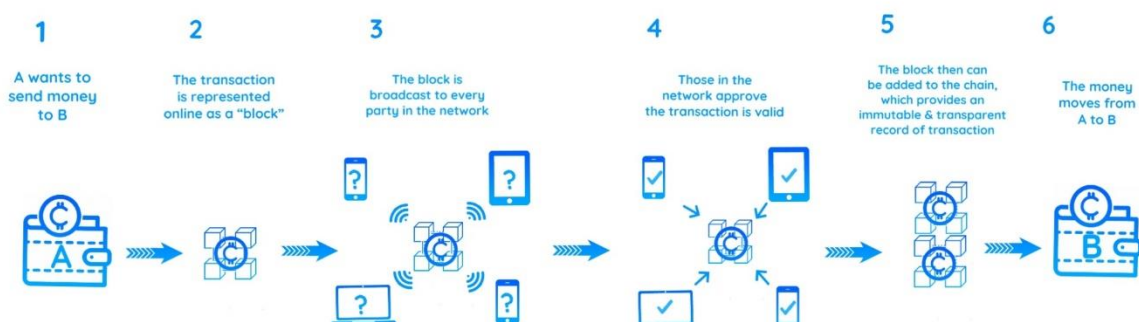 1
A wants to
send money
to B
2
The transaction
is represented
online as a “block”
3
The block is
broadcast to every
party in the network
4
Those in the
network approve
the transaction is valid
5
The block then can
be added to the chain,
which provides an
immutable & transparent
record of transaction
6
The money
moves from
A to B
A
?
?
?
?
B